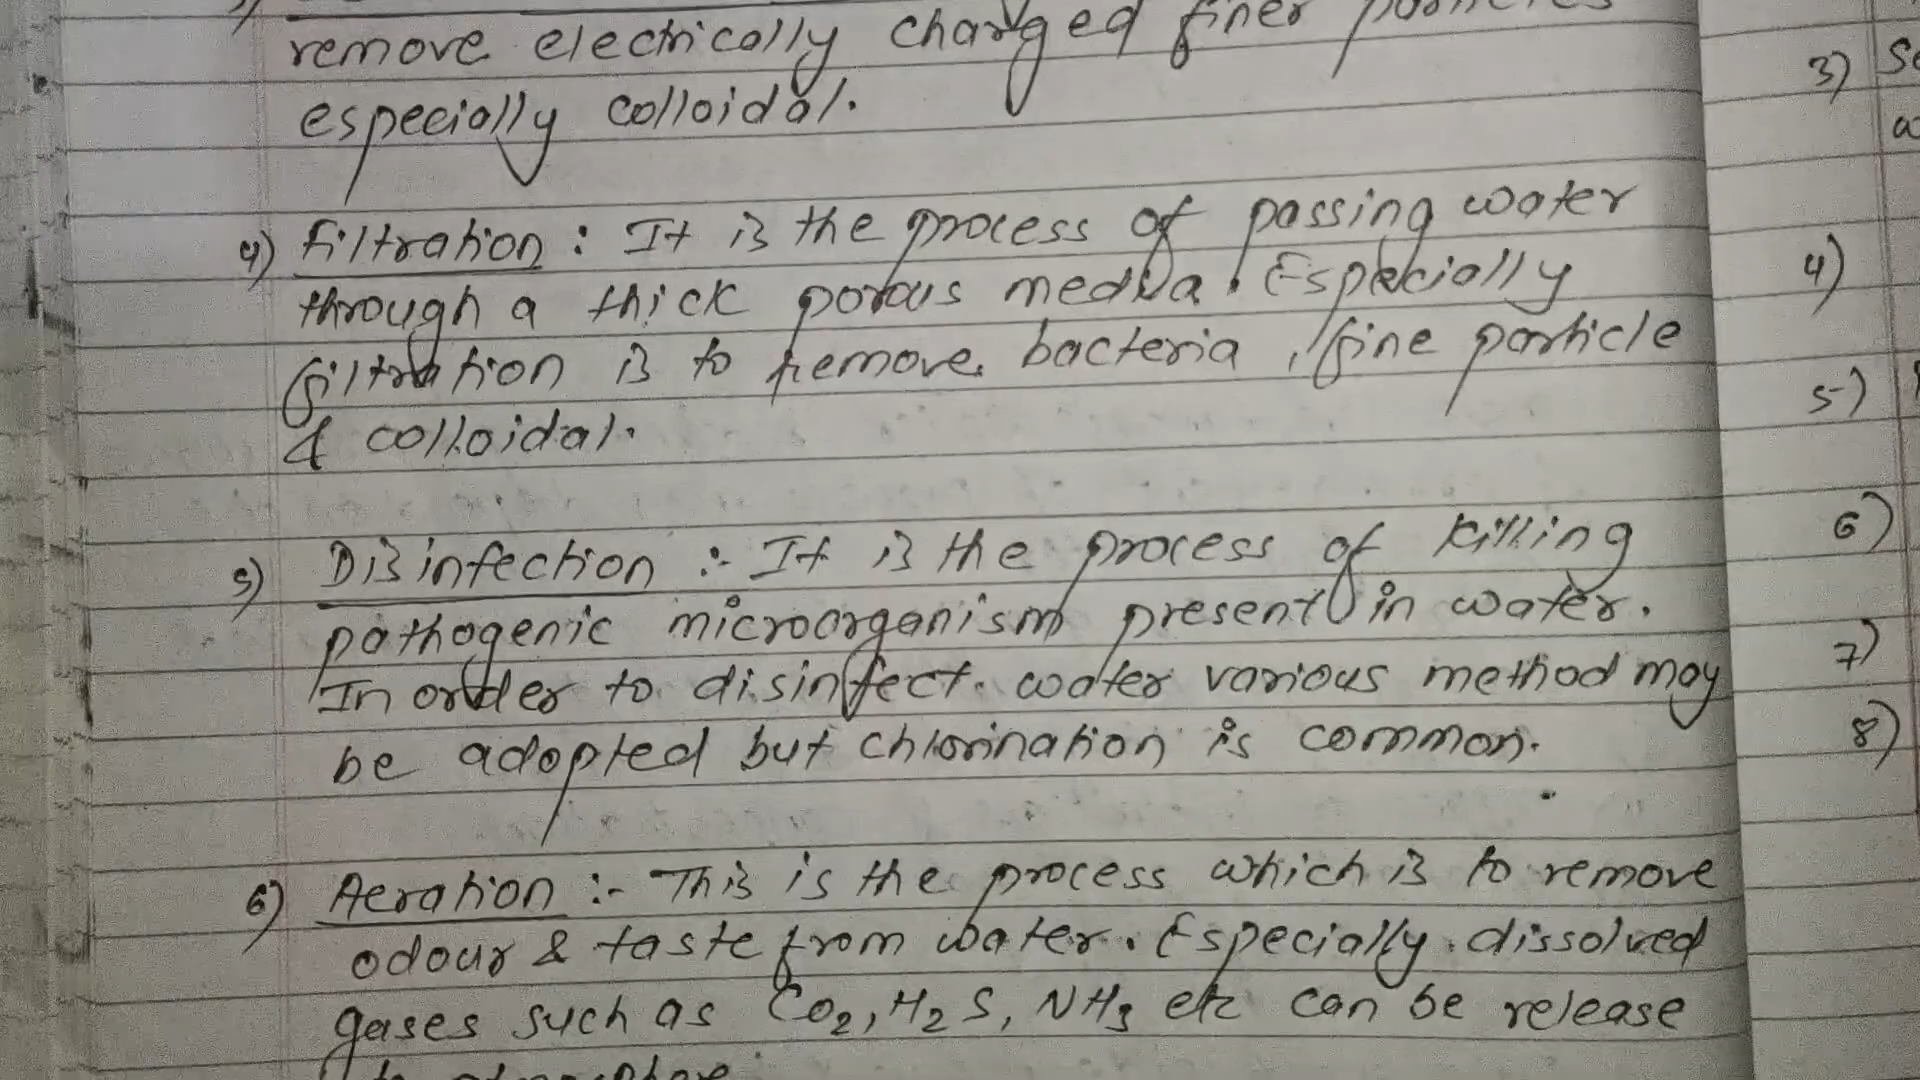 remove electrically charged finer particles
especially colloidal.
4) Filtration : It is the process of passing water
through a thick porous media. Especially
filtration is to remove bacteria, fine particle
& colloidal.
5) Disinfection :- It is the process of killing
pathogenic microorganism present in water.
In order to disinfect water various method may
be adopted but chlorination is common.
6) Aeration :- This is the process which is to remove
odour & taste from water. Especially dissolved
gases such as CO2, H2S, NH3 etc can be release
to atmosphere.
3)
4)
5)
6)
7)
8)